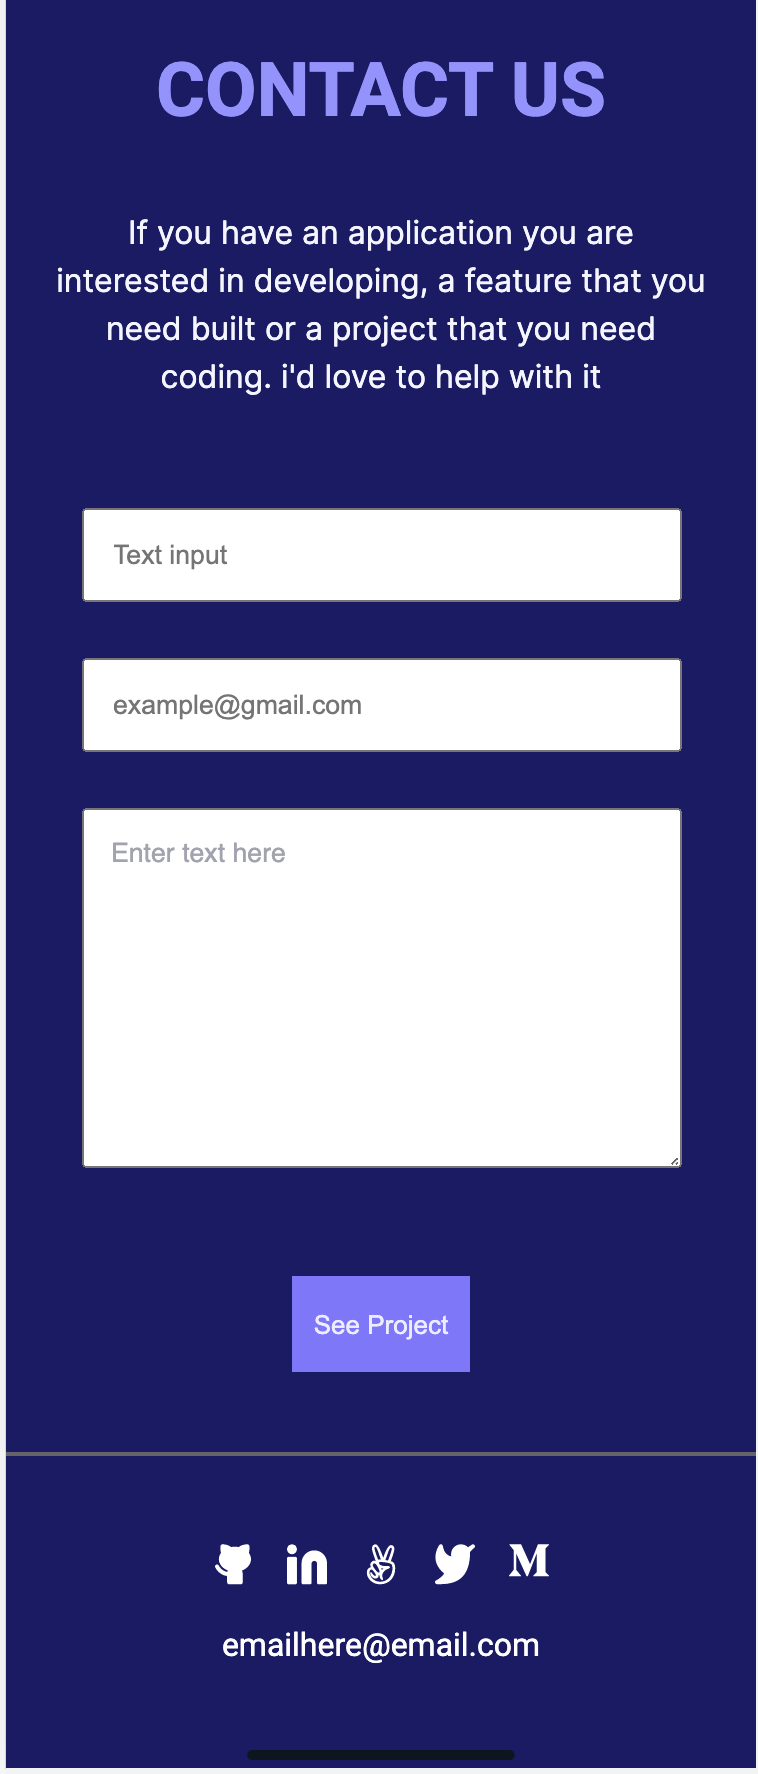 CONTACT US
If you have an application you are
interested in developing, a feature that you
need built or a project that you need
coding. i'd love to help with it
Text input
example@gmail.com
Enter text here
See Project
emailhere@email.com